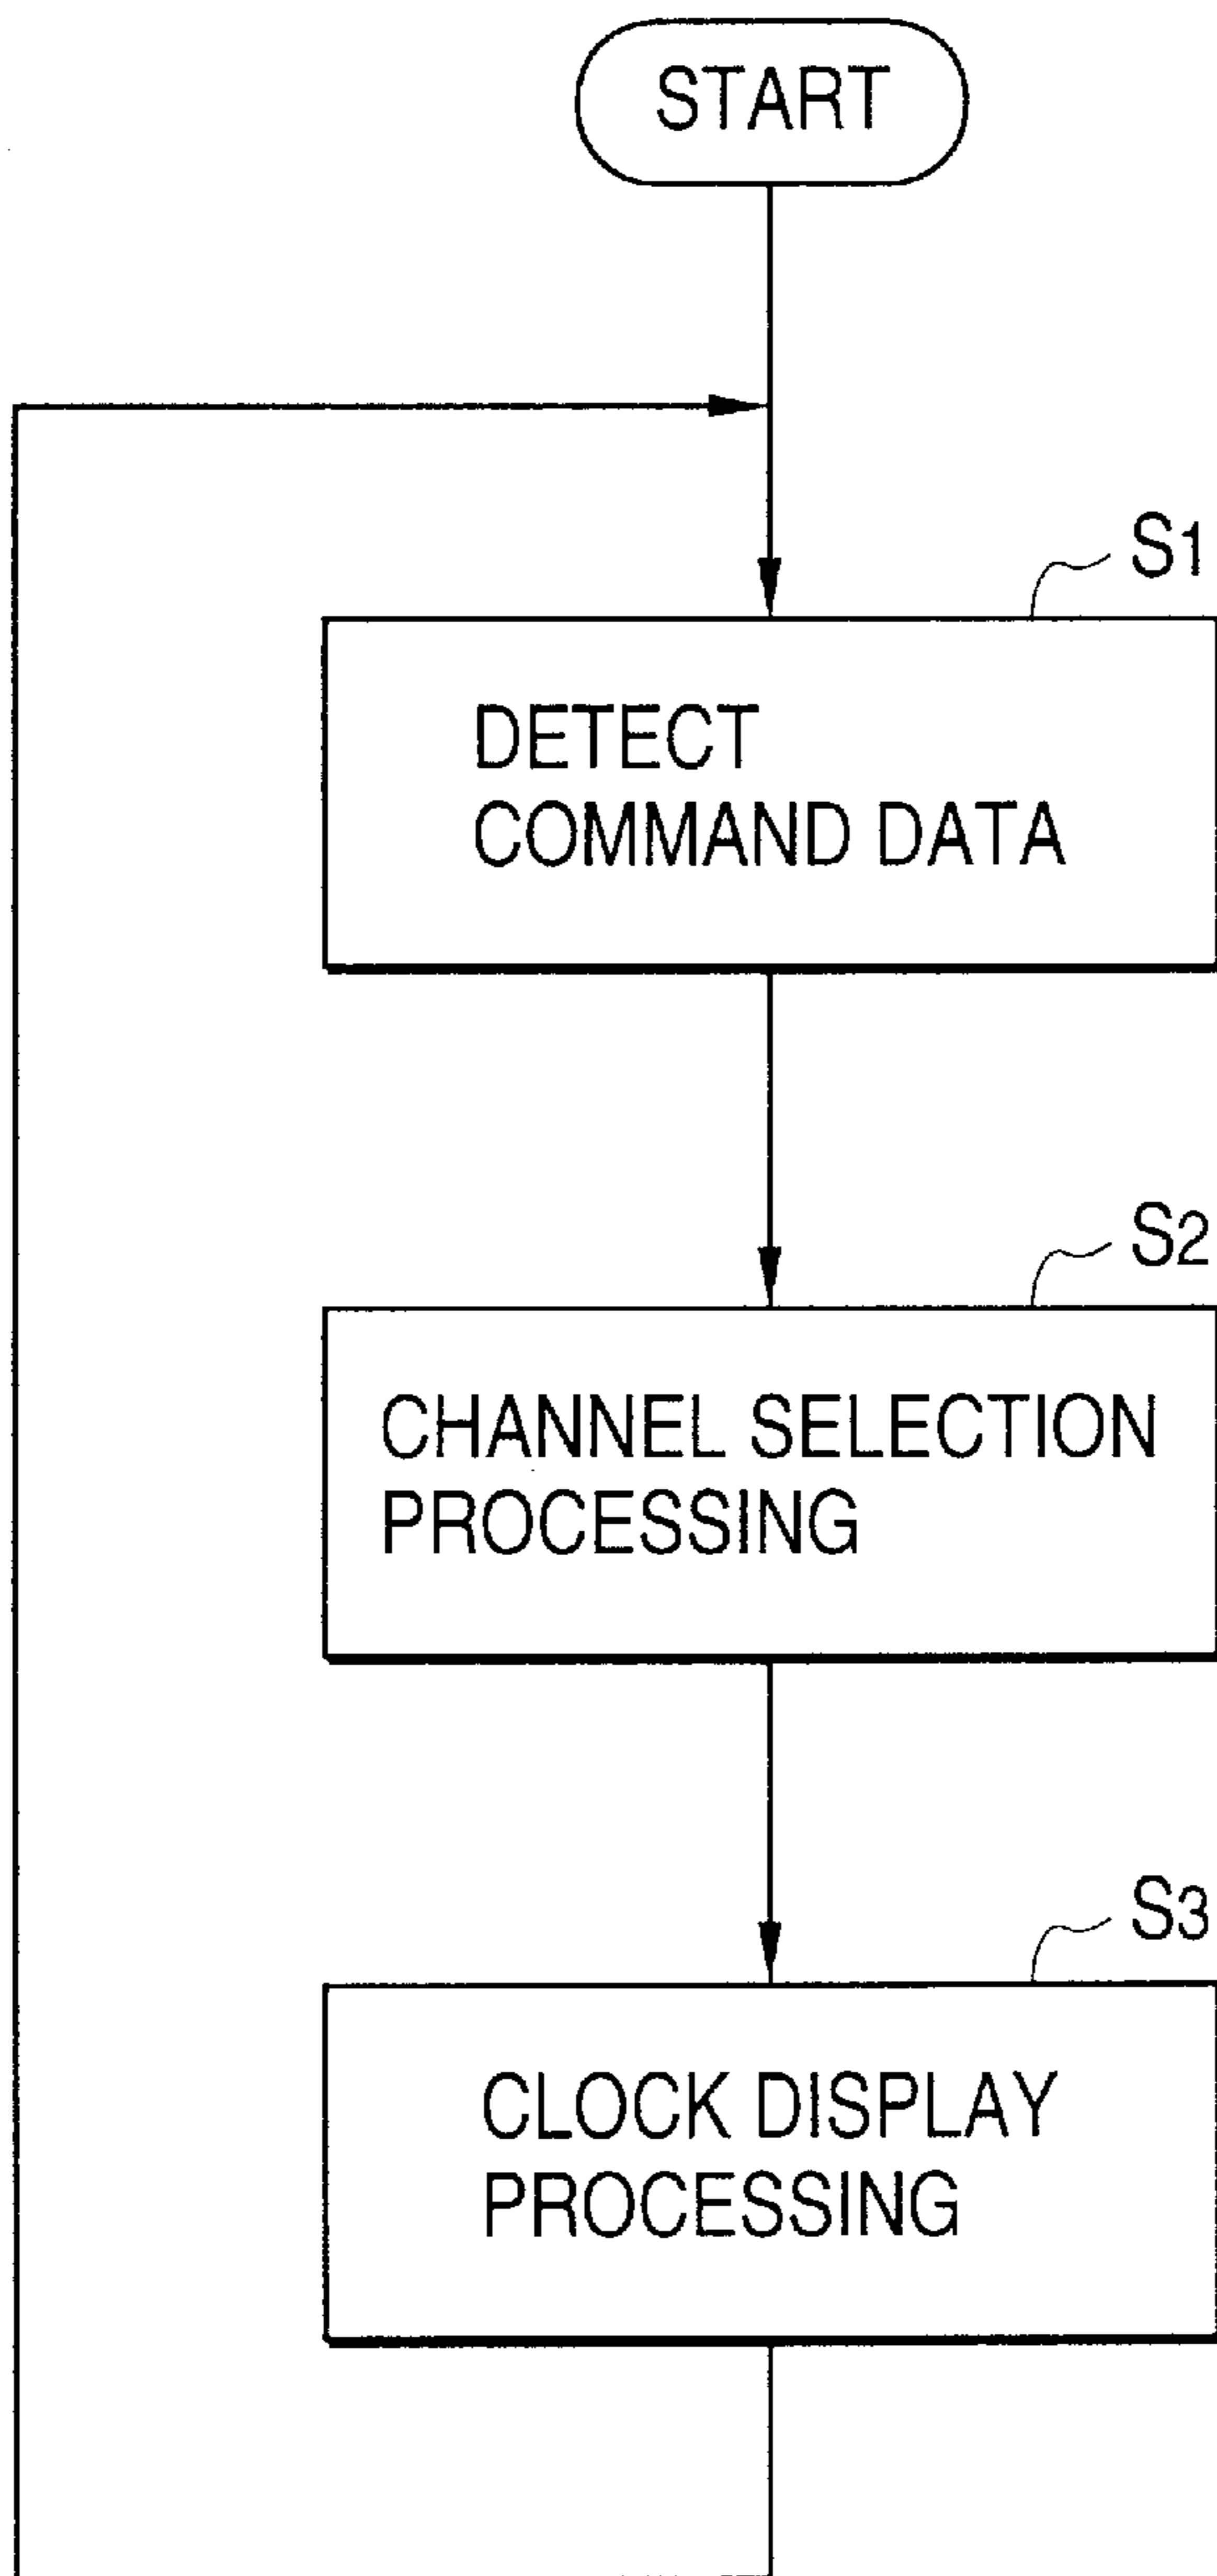 START
S1
DETECT
COMMAND DATA
S2
CHANNEL SELECTION
PROCESSING
S3
CLOCK DISPLAY
PROCESSING